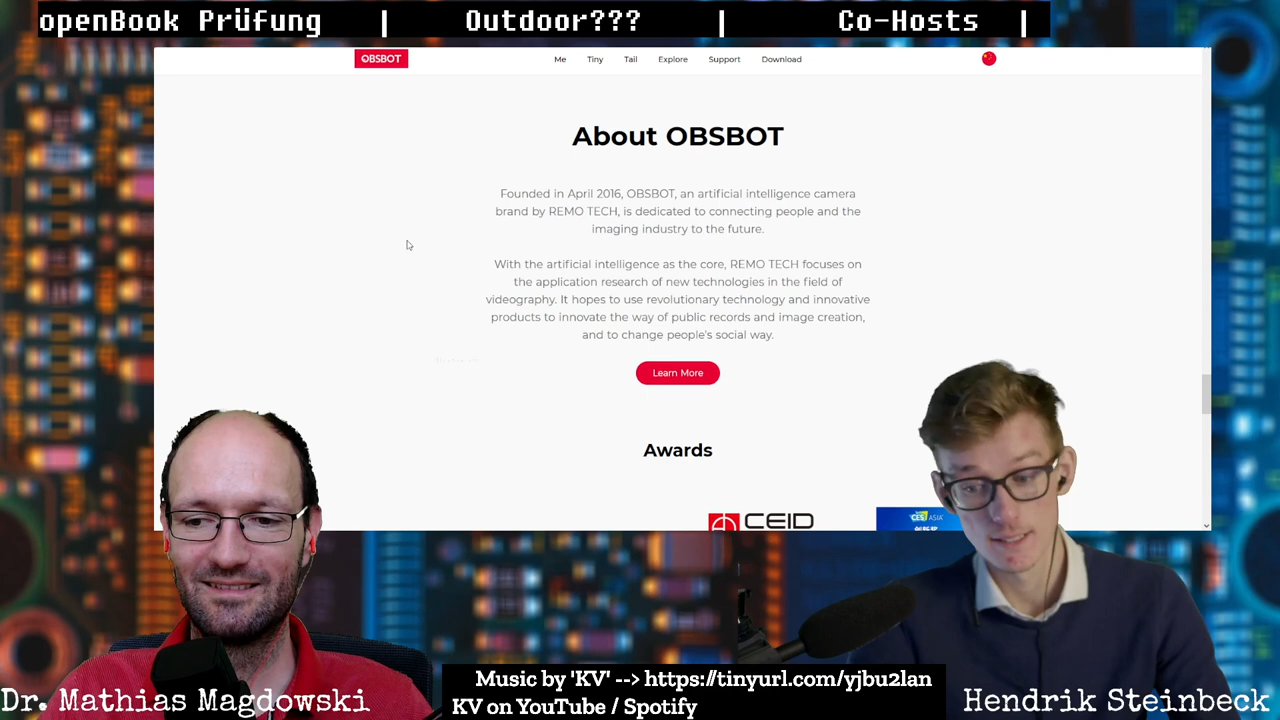 openBook Prüfung | Outdoor??? | Co-Hosts |
OBSBOT
Me Tiny Tail Explore Support Download
About OBSBOT
Founded in April 2016, OBSBOT, an artificial intelligence camera
brand by REMO TECH, is dedicated to connecting people and the
imaging industry to the future.
With the artificial intelligence as the core, REMO TECH focuses on
the application research of new technologies in the field of
videography. It hopes to use revolutionary technology and innovative
products to innovate the way of public records and image creation,
and to change people's social way.
Learn More
Awards
CEID
CES ASIA
Dr. Mathias Magdowski
Music by 'KV' --> https://tinyurl.com/yjbu2lan
KV on YouTube / Spotify
Hendrik Steinbeck